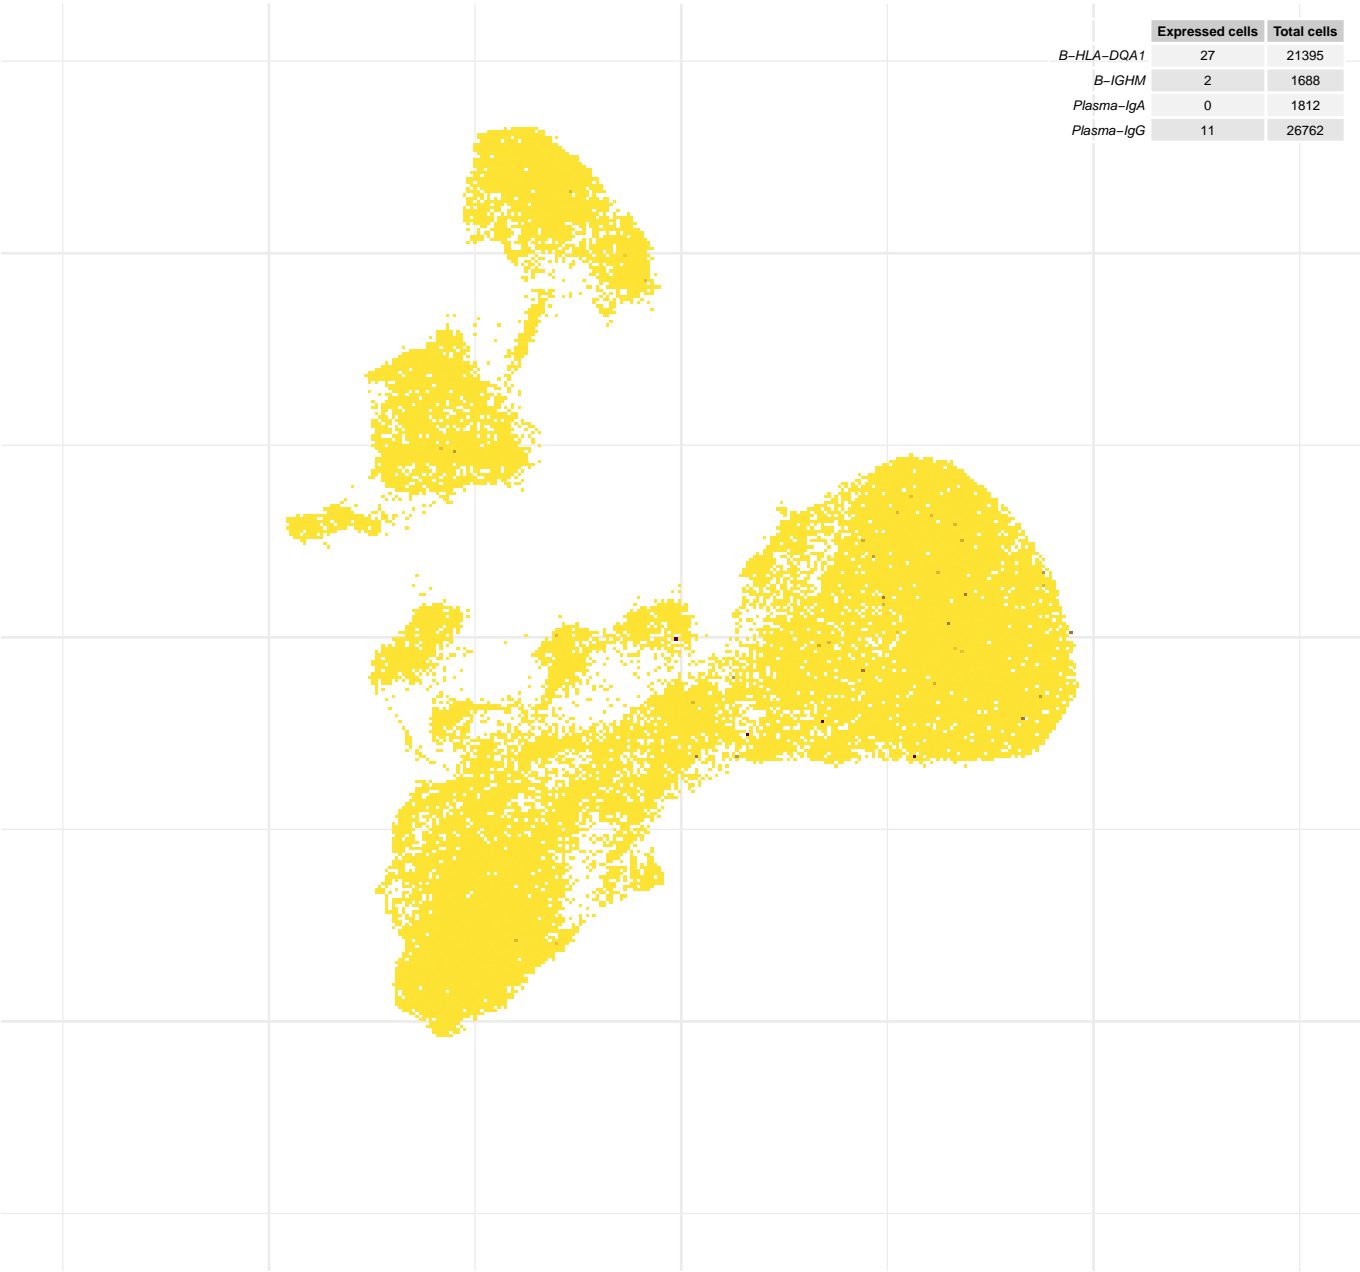 Expressed cells Total cells
B−HLA−DQA1 27 21395
B−IGHM 2 1688
Plasma−IgA 0 1812
Plasma−IgG 11 26762